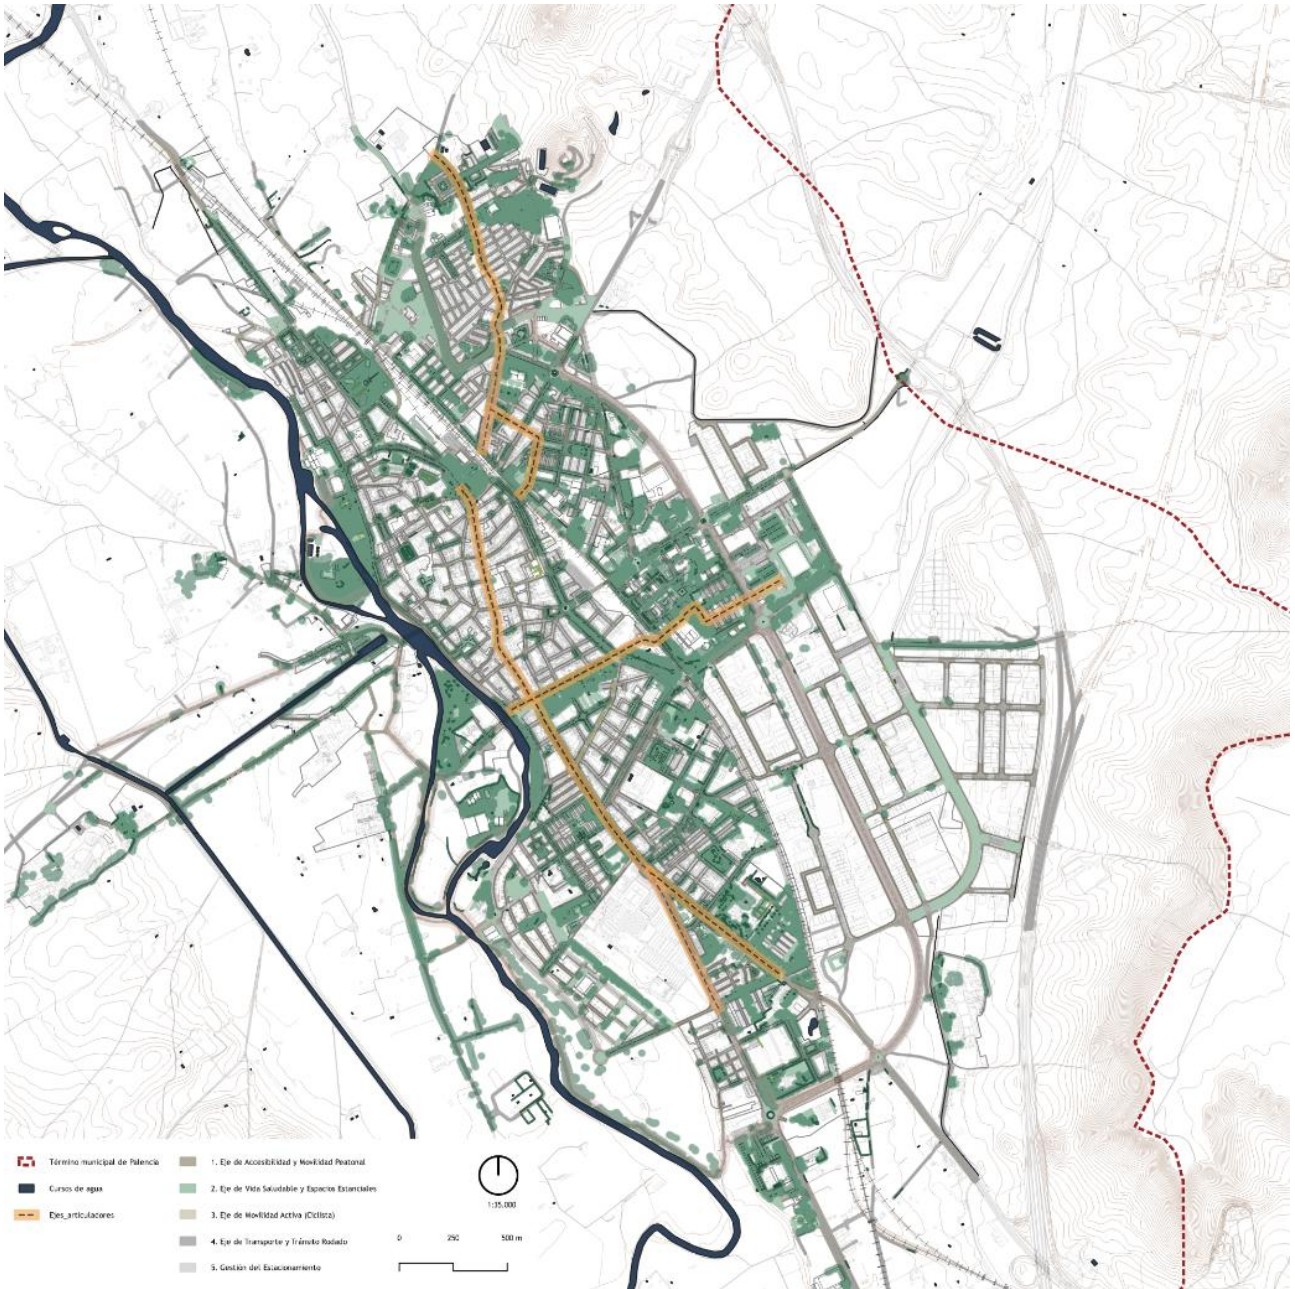 Término municipal de Palencia
Cursos de agua
Ejes_articuladores
1. Eje de Accesibilidad y Movilidad Peatonal
2. Eje de Vida Saludable y Espacios Estanciales
3. Eje de Movilidad Activa (Ciclista)
4. Eje de Transporte y Tránsito Rodado
5. Gestión del Estacionamiento
1:35.000
0 250 500 m